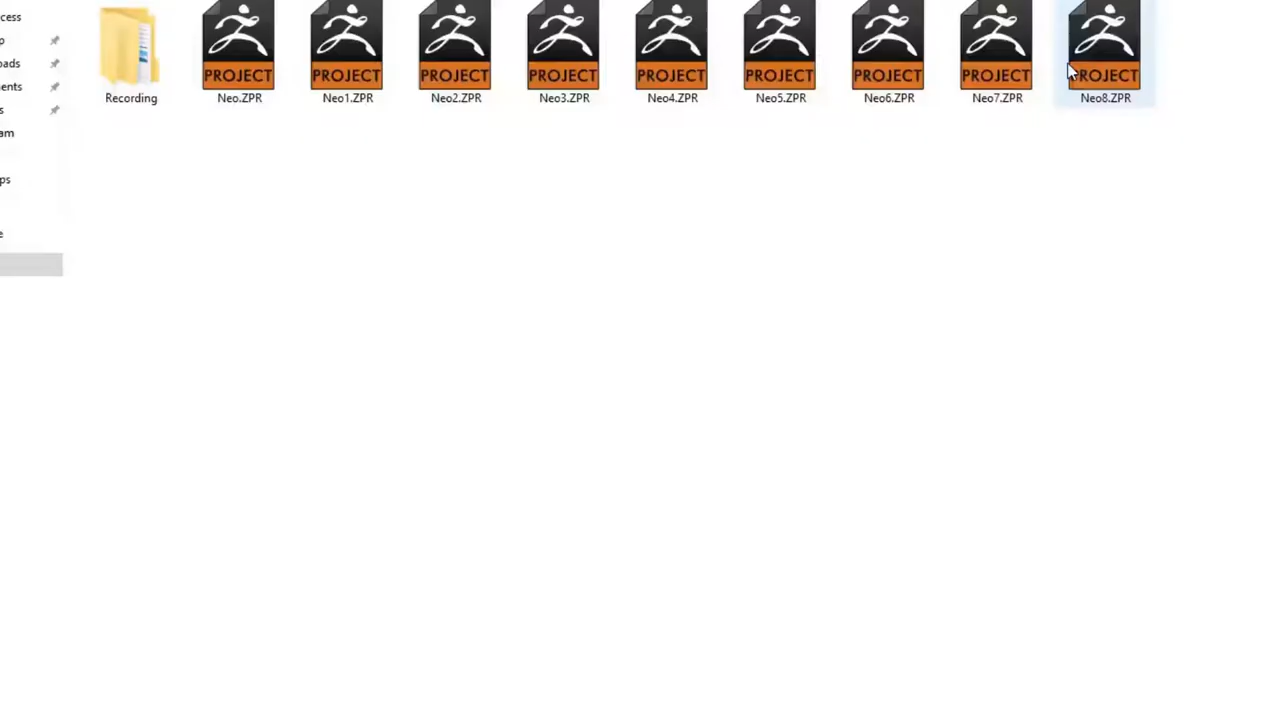 cess
p
oads
ents
s
am
ps
e
PROJECT PROJECT PROJECT PROJECT PROJECT PROJECT PROJECT PROJECT PROJECT
Recording Neo.ZPR Neo1.ZPR Neo2.ZPR Neo3.ZPR Neo4.ZPR Neo5.ZPR Neo6.ZPR Neo7.ZPR Neo8.ZPR